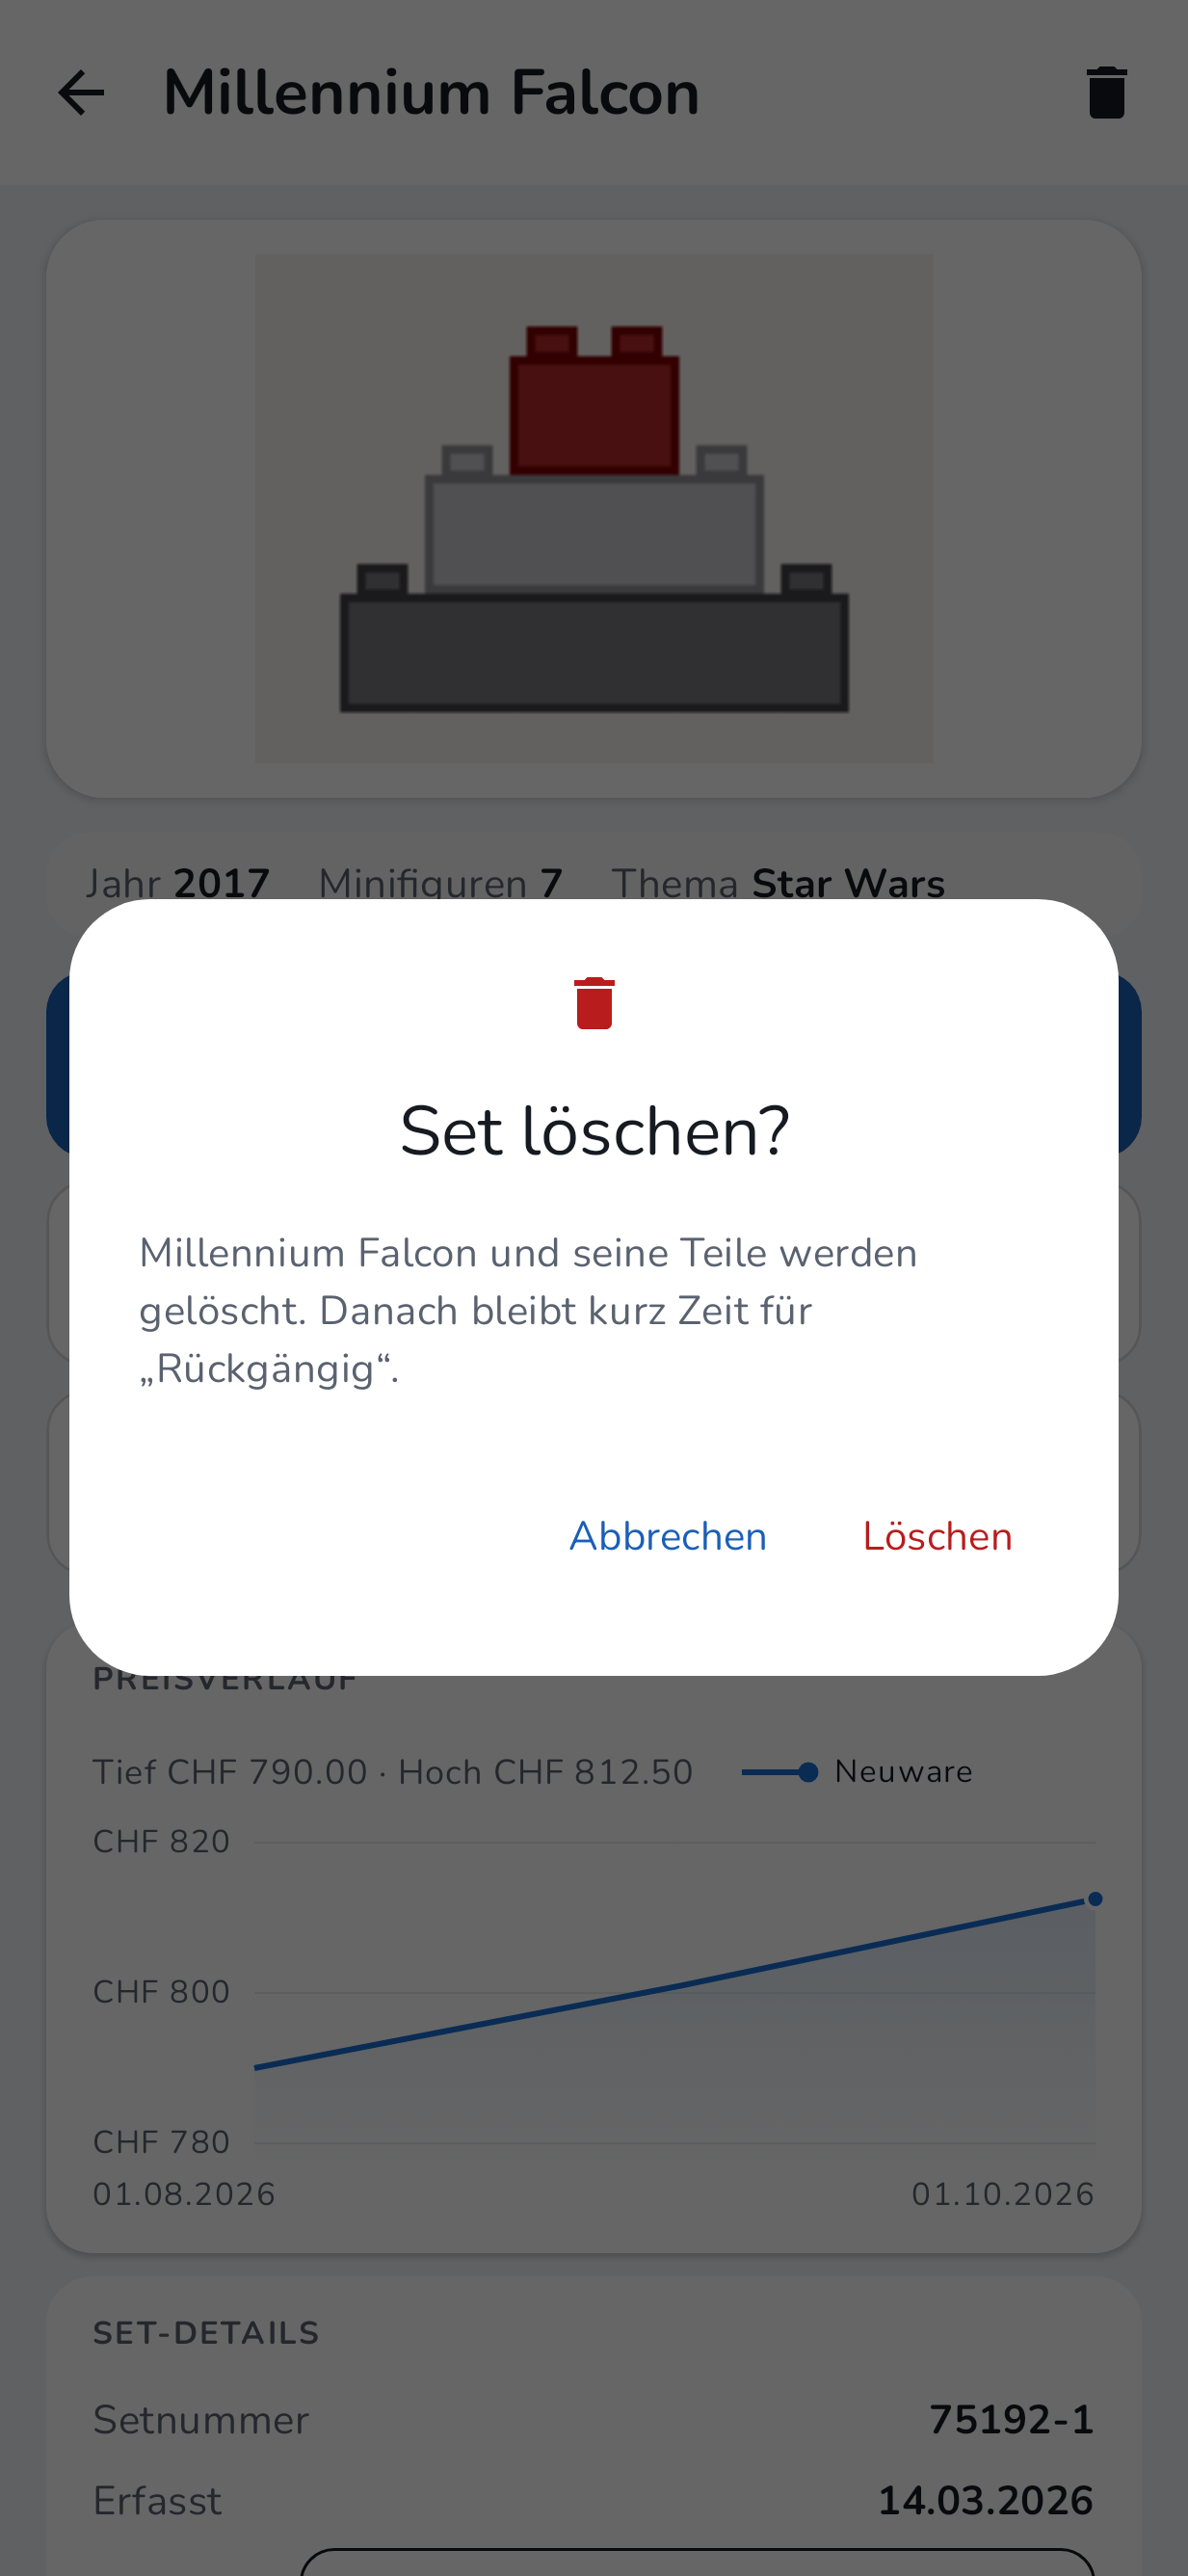 Millennium Falcon
Jahr 2017 Minifiguren 7 Thema Star Wars
Set löschen?
Millennium Falcon und seine Teile werden
gelöscht. Danach bleibt kurz Zeit für
„Rückgängig“.
Abbrechen Löschen
PREISVERLAUF
Tief CHF 790.00 · Hoch CHF 812.50 Neuware
CHF 820
CHF 800
CHF 780
01.08.2026 01.10.2026
SET-DETAILS
Setnummer 75192-1
Erfasst 14.03.2026